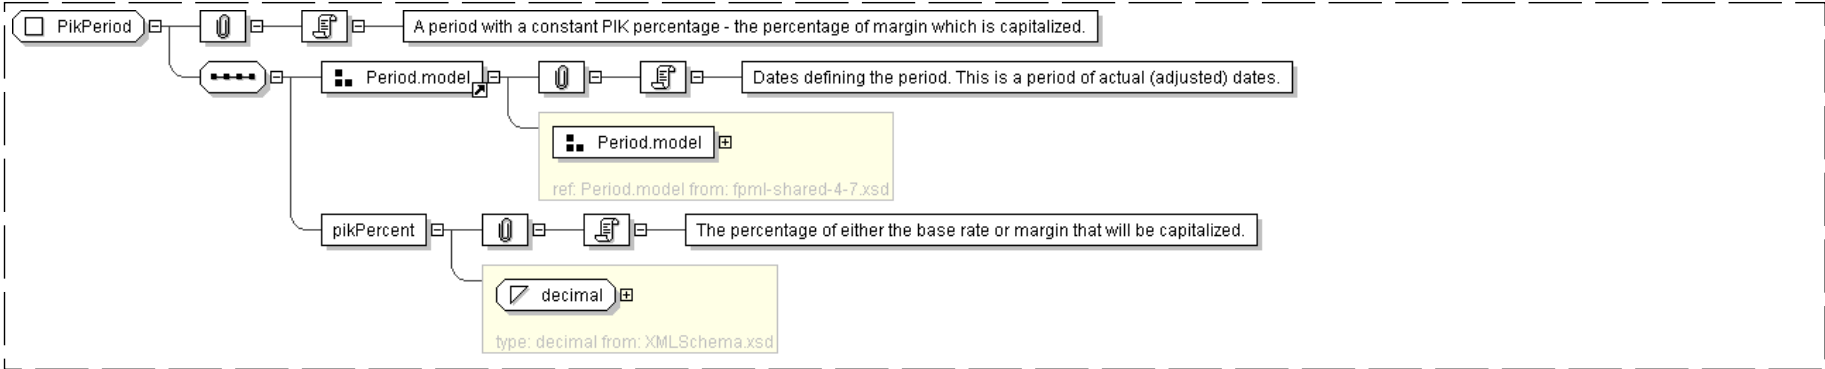 PikPeriod
A period with a constant PIK percentage - the percentage of margin which is capitalized.
Period.model
Dates defining the period. This is a period of actual (adjusted) dates.
Period.model
ref: Period.model from: fpml-shared-4-7.xsd
pikPercent
The percentage of either the base rate or margin that will be capitalized.
decimal
type: decimal from: XMLSchema.xsd